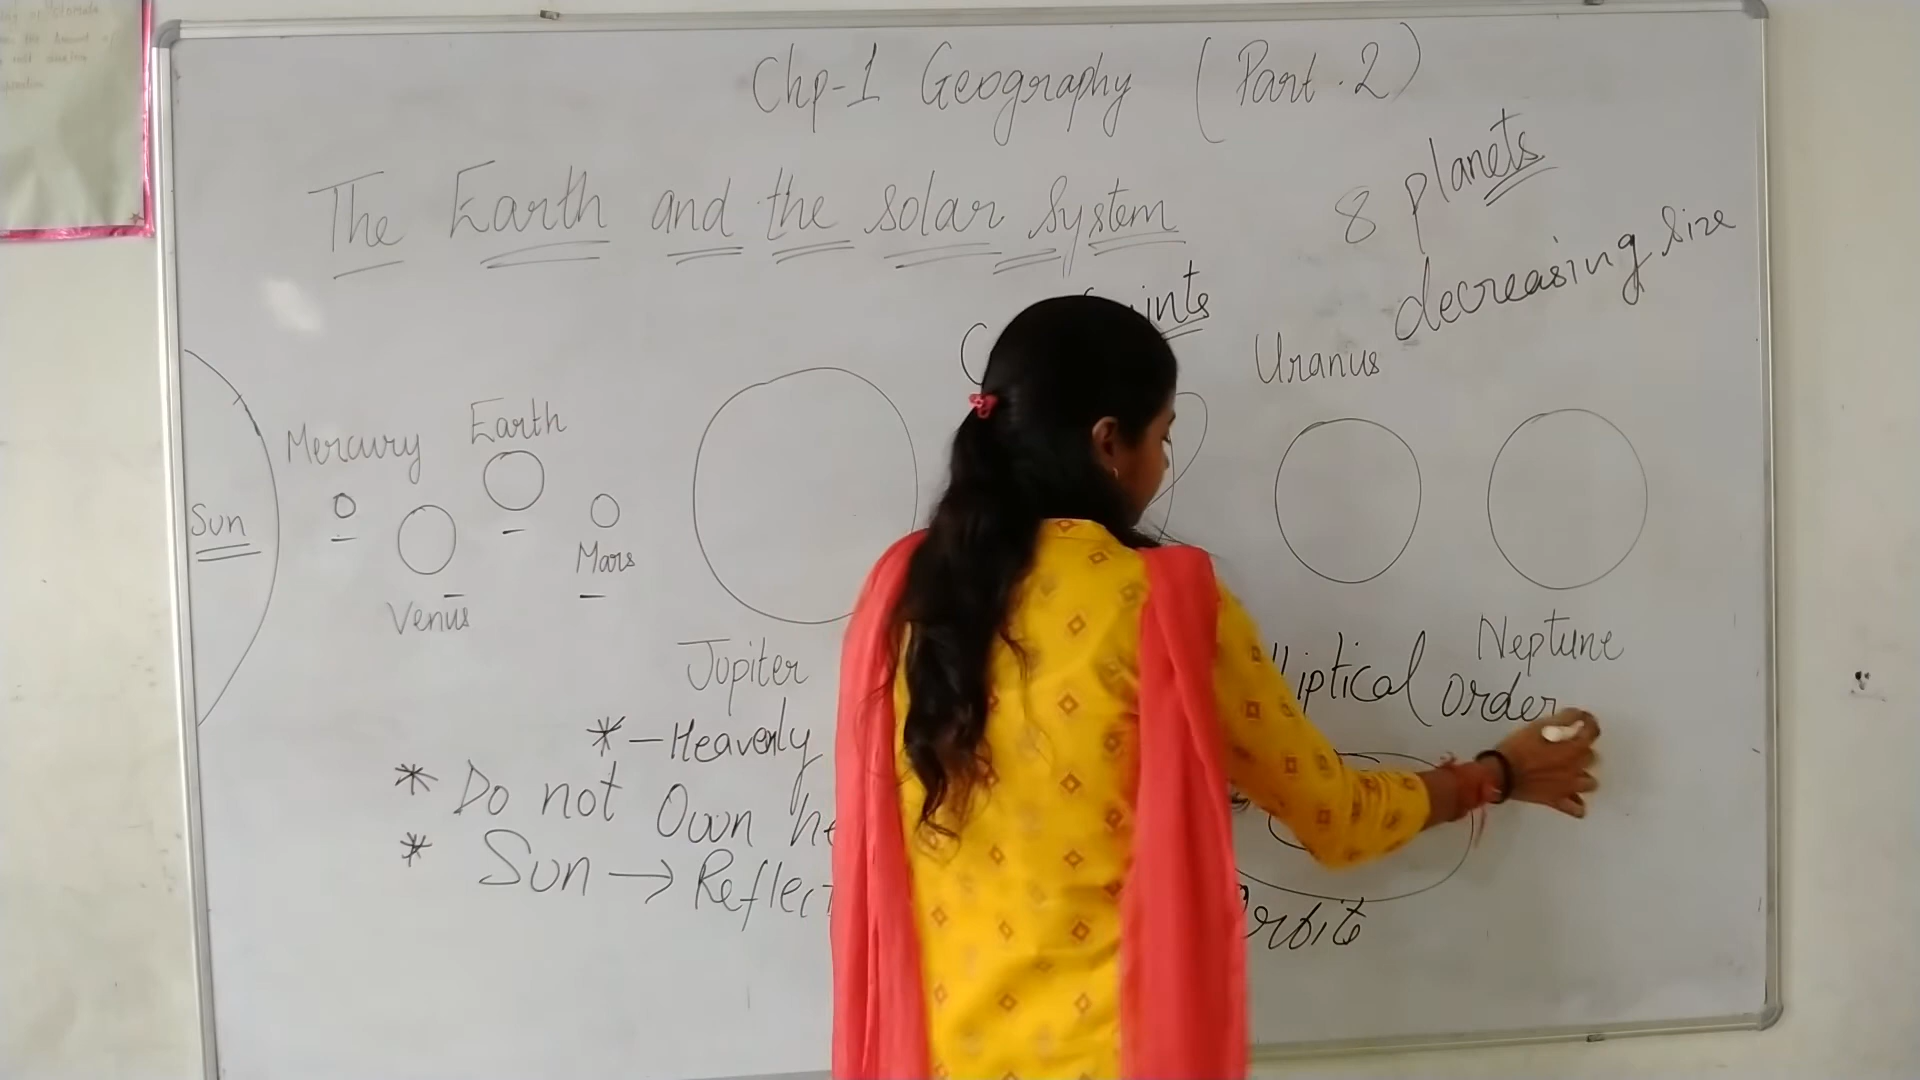 Chp-1 Geography (Part.2)
The Earth and the solar system
8 planets
decreasing size
Uranus
Earth
Mercury
Sun
Mars
Venus
Jupiter
Neptune
order
* - Heavenly
* Do not Own
* Sun → Reflect
Orbit